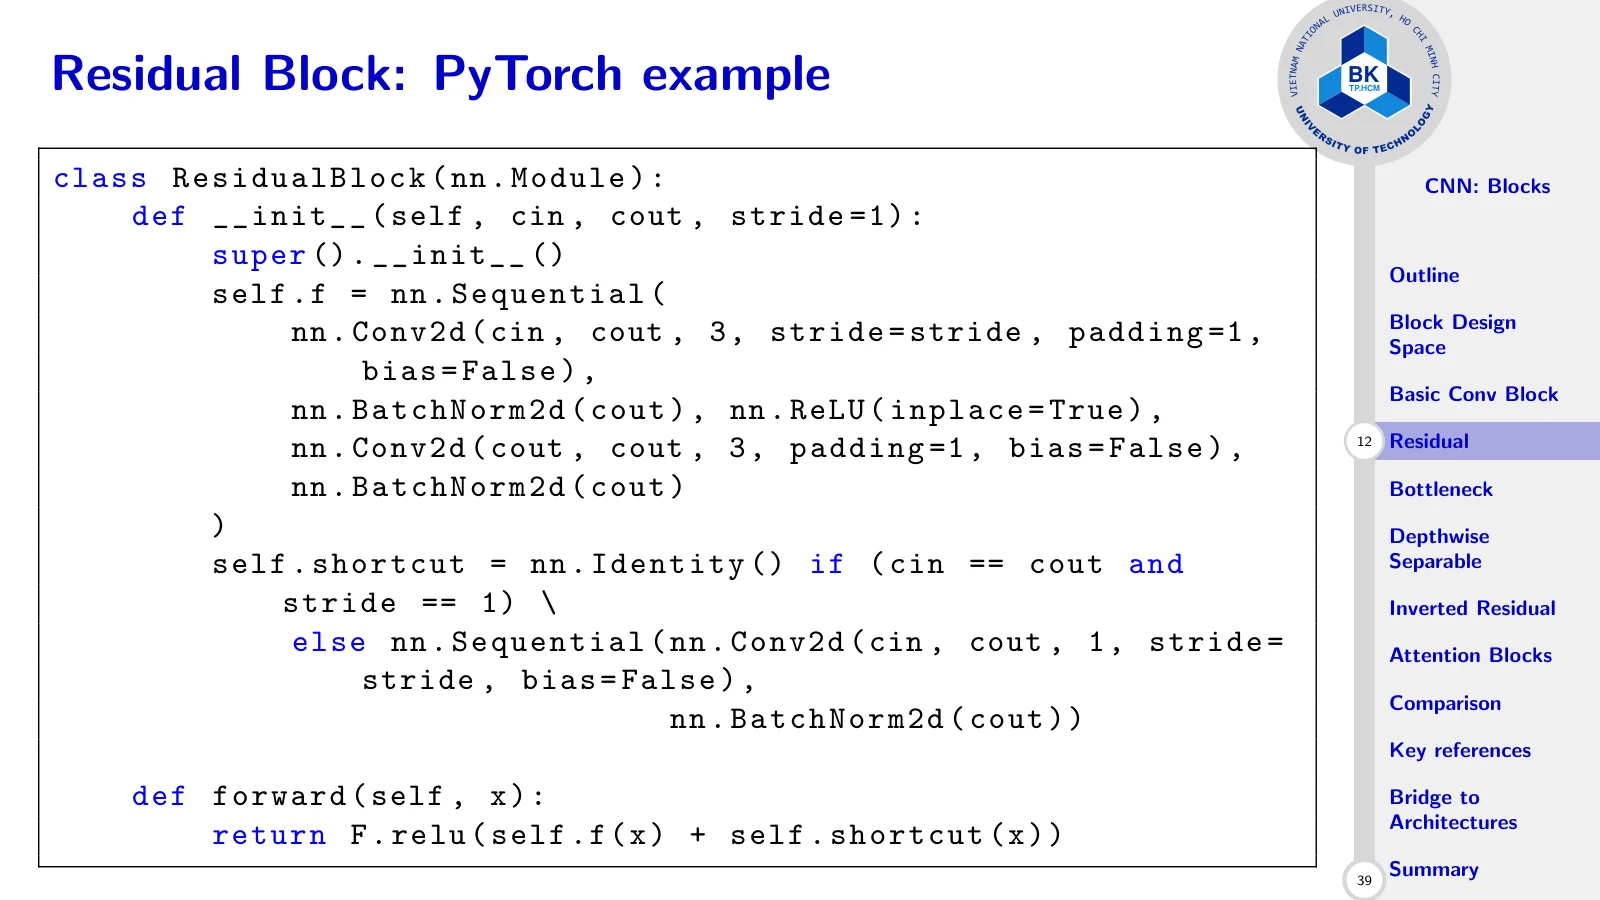 Residual Block: PyTorch example
class ResidualBlock(nn.Module):
    def __init__(self, cin, cout, stride=1):
        super().__init__()
        self.f = nn.Sequential(
            nn.Conv2d(cin, cout, 3, stride=stride, padding=1,
                bias=False),
            nn.BatchNorm2d(cout), nn.ReLU(inplace=True),
            nn.Conv2d(cout, cout, 3, padding=1, bias=False),
            nn.BatchNorm2d(cout)
        )
        self.shortcut = nn.Identity() if (cin == cout and
            stride == 1) \
            else nn.Sequential(nn.Conv2d(cin, cout, 1, stride=
                stride, bias=False),
                               nn.BatchNorm2d(cout))

    def forward(self, x):
        return F.relu(self.f(x) + self.shortcut(x))
VIETNAM NATIONAL UNIVERSITY, HO CHI MINH CITY
BK
TP.HCM
UNIVERSITY OF TECHNOLOGY
CNN: Blocks
Outline
Block Design
Space
Basic Conv Block
12
Residual
Bottleneck
Depthwise
Separable
Inverted Residual
Attention Blocks
Comparison
Key references
Bridge to
Architectures
Summary
39